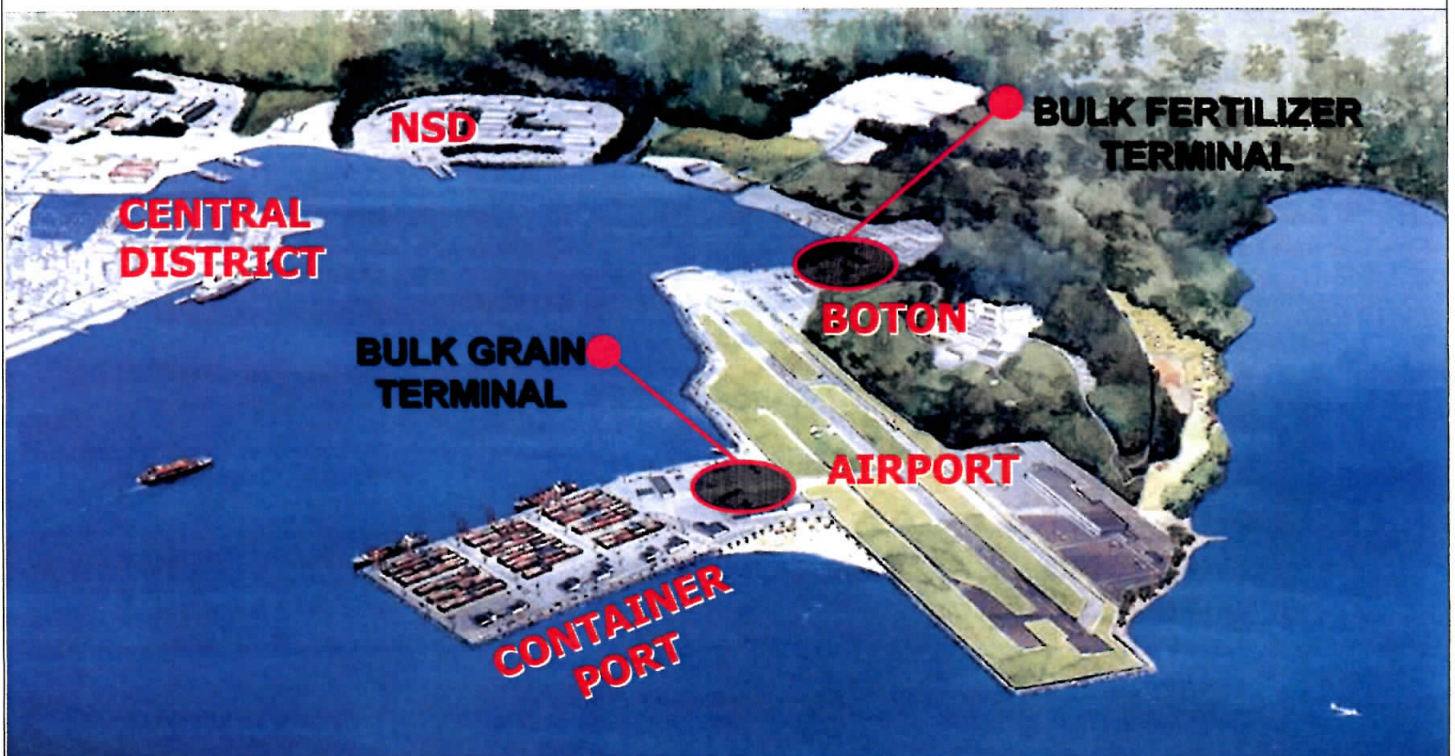 NSD
BULK FERTILIZER
TERMINAL
CENTRAL
DISTRICT
BOTON
BULK GRAIN
TERMINAL
AIRPORT
CONTAINER
PORT